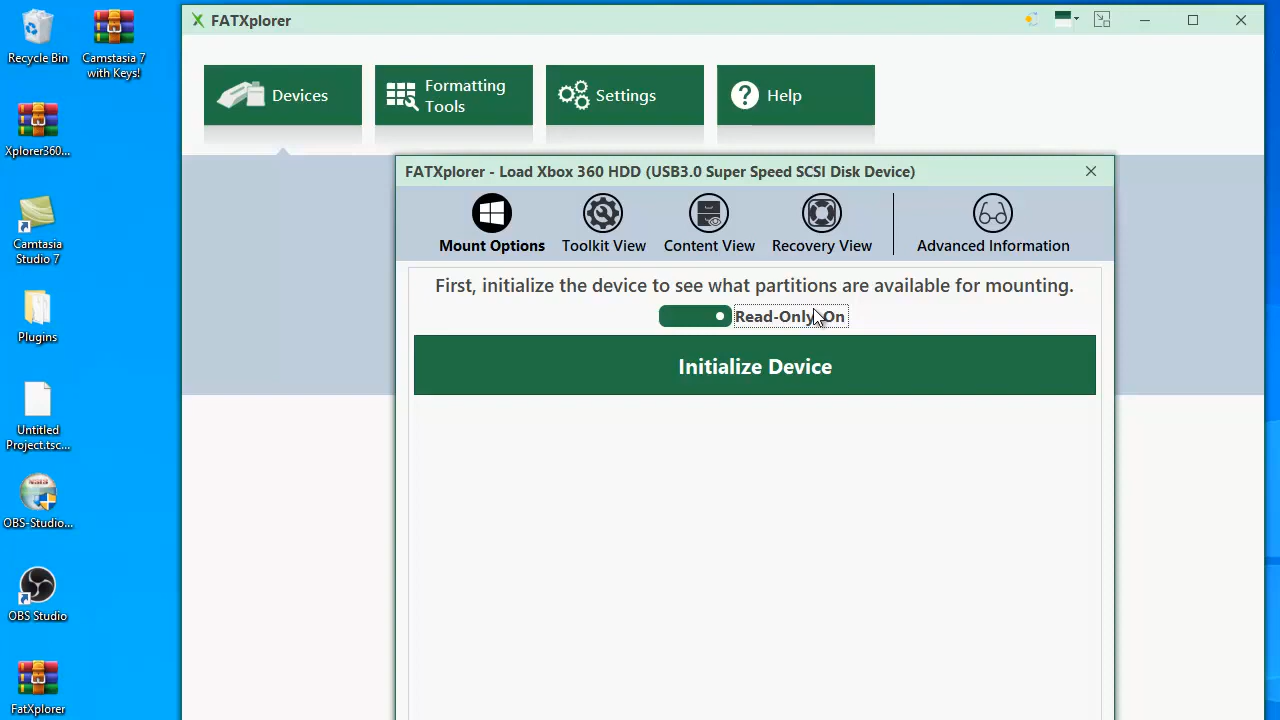 Recycle Bin
Camstasia 7
with Keys!
Xplorer360...
Camtasia
Studio 7
Plugins
Untitled
Project.tsc...
OBS-Studio...
OBS Studio
FatXplorer
FATXplorer
Devices
Formatting
Tools
Settings
Help
FATXplorer - Load Xbox 360 HDD (USB3.0 Super Speed SCSI Disk Device)
Mount Options
Toolkit View
Content View
Recovery View
Advanced Information
First, initialize the device to see what partitions are available for mounting.
Read-Only On
Initialize Device